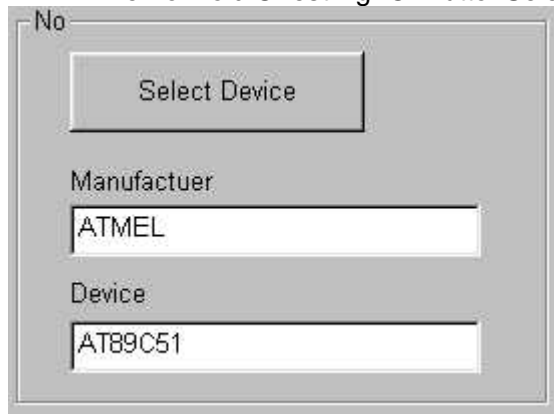 No
Select Device
Manufactuer
ATMEL
Device
AT89C51